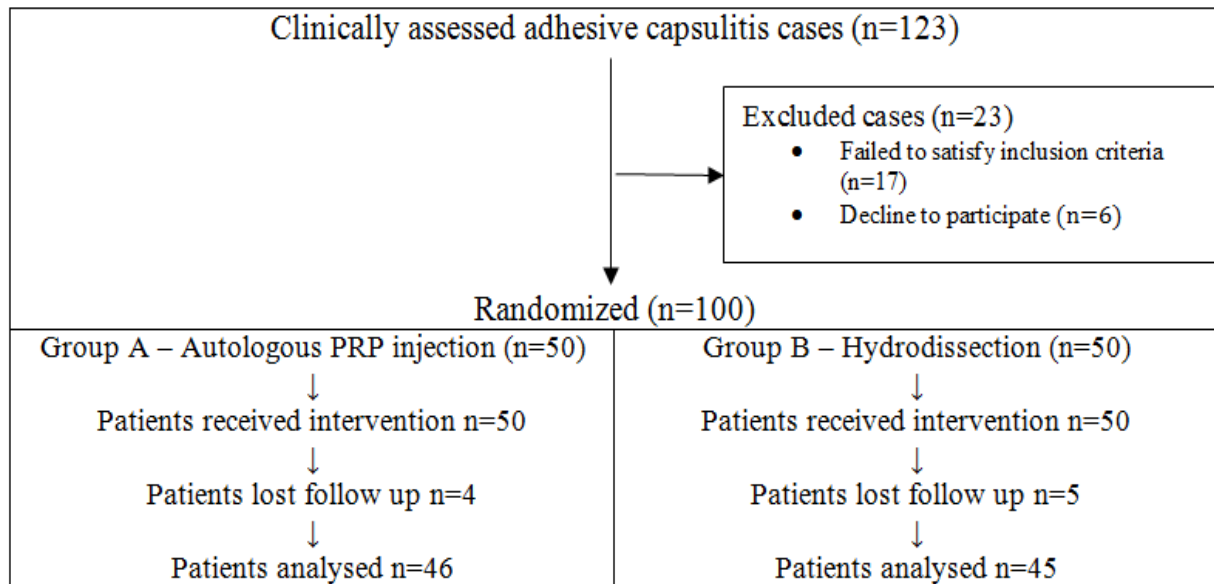 Clinically assessed adhesive capsulitis cases (n=123)
Excluded cases (n=23)
• Failed to satisfy inclusion criteria
(n=17)
• Decline to participate (n=6)
Randomized (n=100)
Group A – Autologous PRP injection (n=50)
↓
Patients received intervention n=50
↓
Patients lost follow up n=4
↓
Patients analysed n=46
Group B – Hydrodissection (n=50)
↓
Patients received intervention n=50
↓
Patients lost follow up n=5
↓
Patients analysed n=45